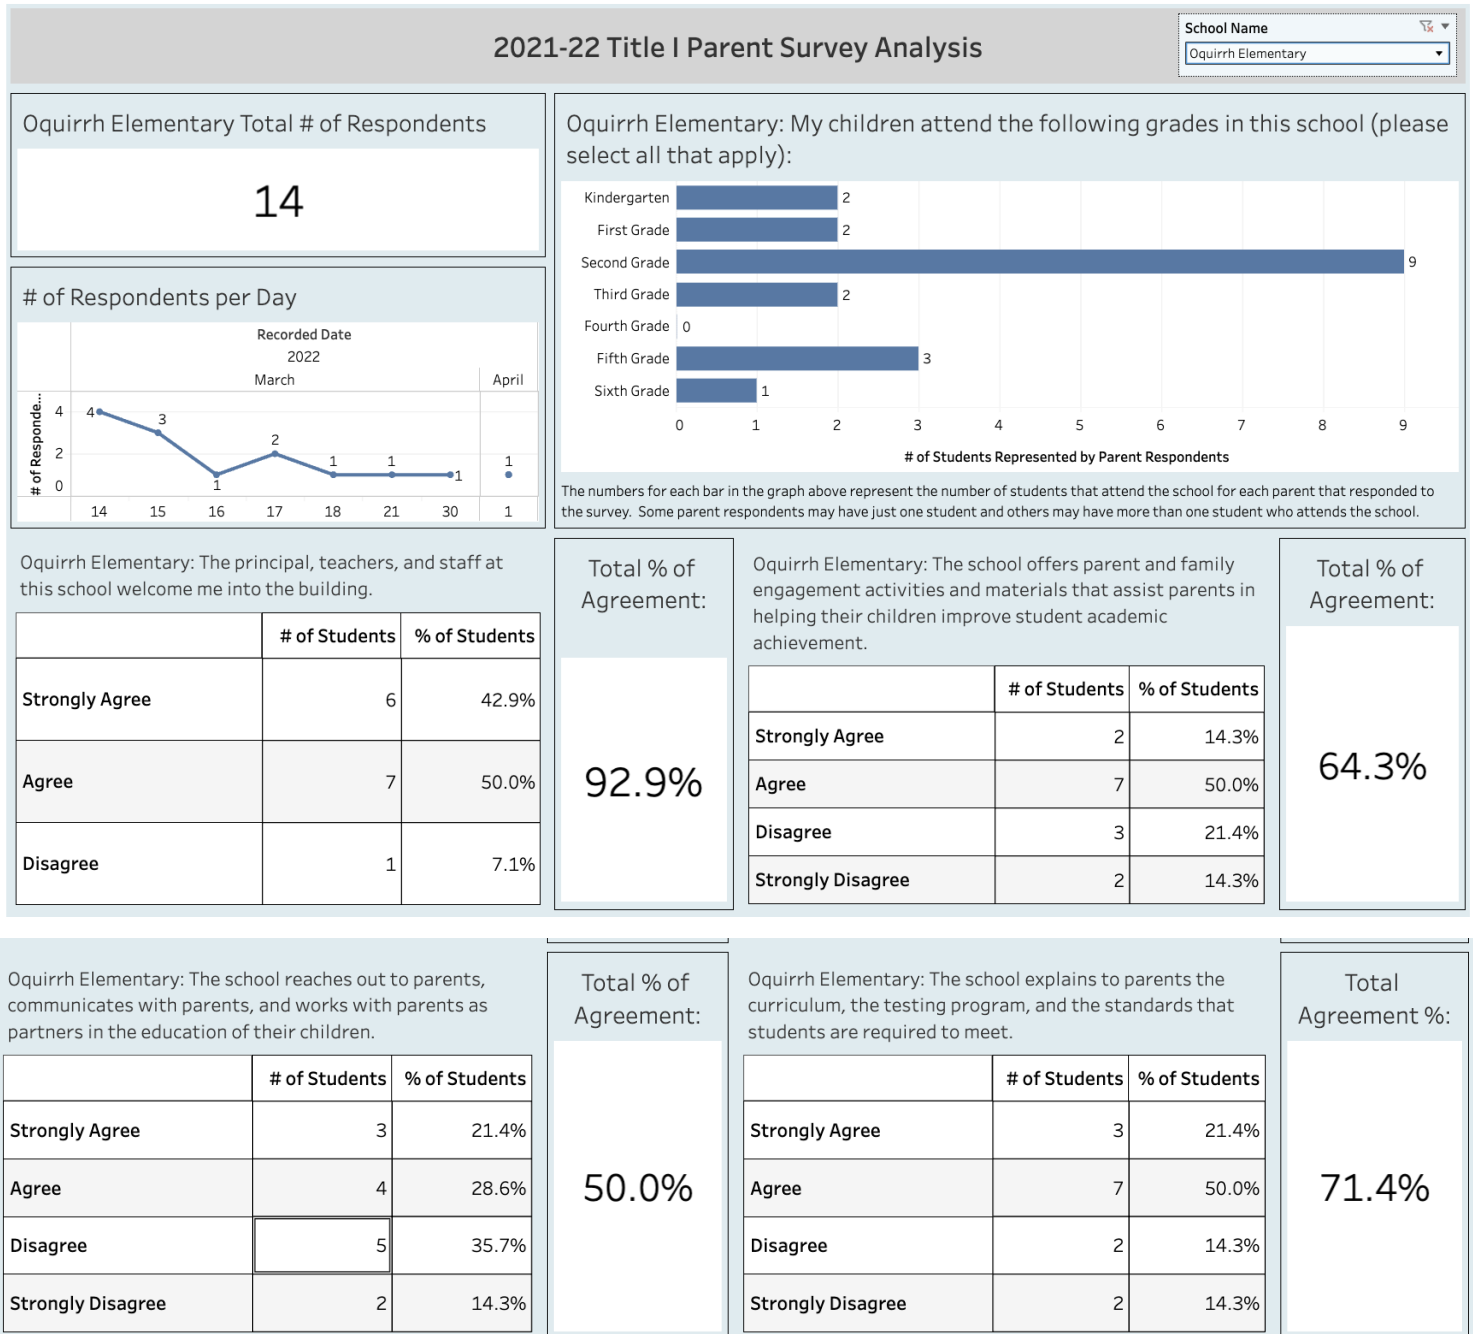 2021-22 Title I Parent Survey Analysis
School Name
Oquirrh Elementary
Oquirrh Elementary Total # of Respondents
14
Oquirrh Elementary: My children attend the following grades in this school (please
select all that apply):
Kindergarten 2
First Grade 2
Second Grade 9
Third Grade 2
Fourth Grade 0
Fifth Grade 3
Sixth Grade 1
0 1 2 3 4 5 6 7 8 9
# of Students Represented by Parent Respondents
The numbers for each bar in the graph above represent the number of students that attend the school for each parent that responded to
the survey. Some parent respondents may have just one student and others may have more than one student who attends the school.
# of Respondents per Day
Recorded Date
2022
March April
# of Responde...
4
2
0
4 3 1 2 1 1 1 1
14 15 16 17 18 21 30 1
Oquirrh Elementary: The principal, teachers, and staff at
this school welcome me into the building.
# of Students % of Students
Strongly Agree 6 42.9%
Agree 7 50.0%
Disagree 1 7.1%
Total % of
Agreement:
92.9%
Oquirrh Elementary: The school offers parent and family
engagement activities and materials that assist parents in
helping their children improve student academic
achievement.
# of Students % of Students
Strongly Agree 2 14.3%
Agree 7 50.0%
Disagree 3 21.4%
Strongly Disagree 2 14.3%
Total % of
Agreement:
64.3%
Oquirrh Elementary: The school reaches out to parents,
communicates with parents, and works with parents as
partners in the education of their children.
# of Students % of Students
Strongly Agree 3 21.4%
Agree 4 28.6%
Disagree 5 35.7%
Strongly Disagree 2 14.3%
Total % of
Agreement:
50.0%
Oquirrh Elementary: The school explains to parents the
curriculum, the testing program, and the standards that
students are required to meet.
# of Students % of Students
Strongly Agree 3 21.4%
Agree 7 50.0%
Disagree 2 14.3%
Strongly Disagree 2 14.3%
Total
Agreement %:
71.4%